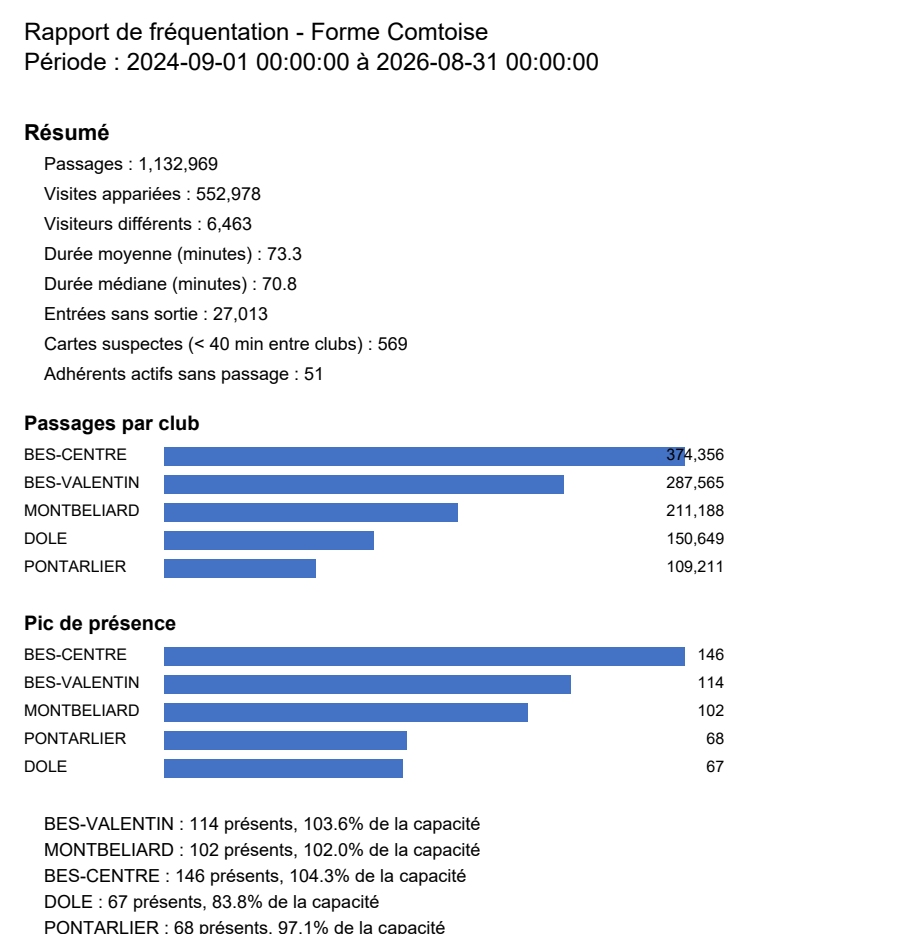 Rapport de fréquentation - Forme Comtoise
Période : 2024-09-01 00:00:00 à 2026-08-31 00:00:00
Résumé
Passages : 1,132,969
Visites appariées : 552,978
Visiteurs différents : 6,463
Durée moyenne (minutes) : 73.3
Durée médiane (minutes) : 70.8
Entrées sans sortie : 27,013
Cartes suspectes (< 40 min entre clubs) : 569
Adhérents actifs sans passage : 51
Passages par club
BES-CENTRE 374,356
BES-VALENTIN 287,565
MONTBELIARD 211,188
DOLE 150,649
PONTARLIER 109,211
Pic de présence
BES-CENTRE 146
BES-VALENTIN 114
MONTBELIARD 102
PONTARLIER 68
DOLE 67
BES-VALENTIN : 114 présents, 103.6% de la capacité
MONTBELIARD : 102 présents, 102.0% de la capacité
BES-CENTRE : 146 présents, 104.3% de la capacité
DOLE : 67 présents, 83.8% de la capacité
PONTARLIER : 68 présents, 97.1% de la capacité